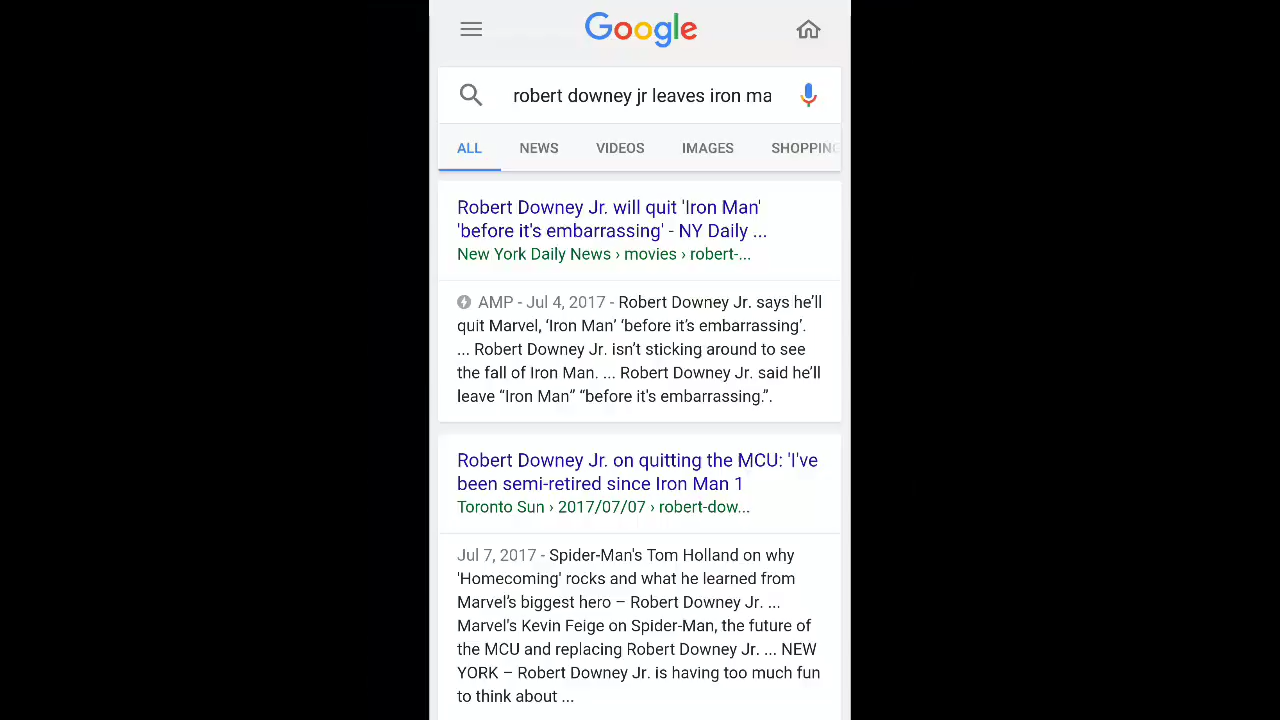 Google
robert downey jr leaves iron ma
ALL NEWS VIDEOS IMAGES SHOPPING
Robert Downey Jr. will quit 'Iron Man'
'before it's embarrassing' - NY Daily ...
New York Daily News › movies › robert-...
AMP - Jul 4, 2017 - Robert Downey Jr. says he’ll
quit Marvel, ‘Iron Man’ ‘before it’s embarrassing’.
... Robert Downey Jr. isn’t sticking around to see
the fall of Iron Man. ... Robert Downey Jr. said he’ll
leave “Iron Man” “before it's embarrassing.”.
Robert Downey Jr. on quitting the MCU: 'I've
been semi-retired since Iron Man 1
Toronto Sun › 2017/07/07 › robert-dow...
Jul 7, 2017 - Spider-Man's Tom Holland on why
'Homecoming' rocks and what he learned from
Marvel’s biggest hero – Robert Downey Jr. ...
Marvel's Kevin Feige on Spider-Man, the future of
the MCU and replacing Robert Downey Jr. ... NEW
YORK – Robert Downey Jr. is having too much fun
to think about ...